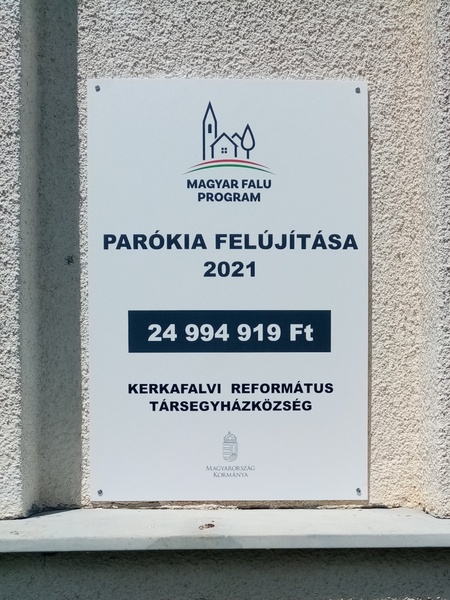 MAGYAR FALU
PROGRAM
PARÓKIA FELÚJÍTÁSA
2021
24 994 919 Ft
KERKAFALVI REFORMÁTUS
TÁRSEGYHÁZKÖZSÉG
MAGYARORSZÁG
KORMÁNYA